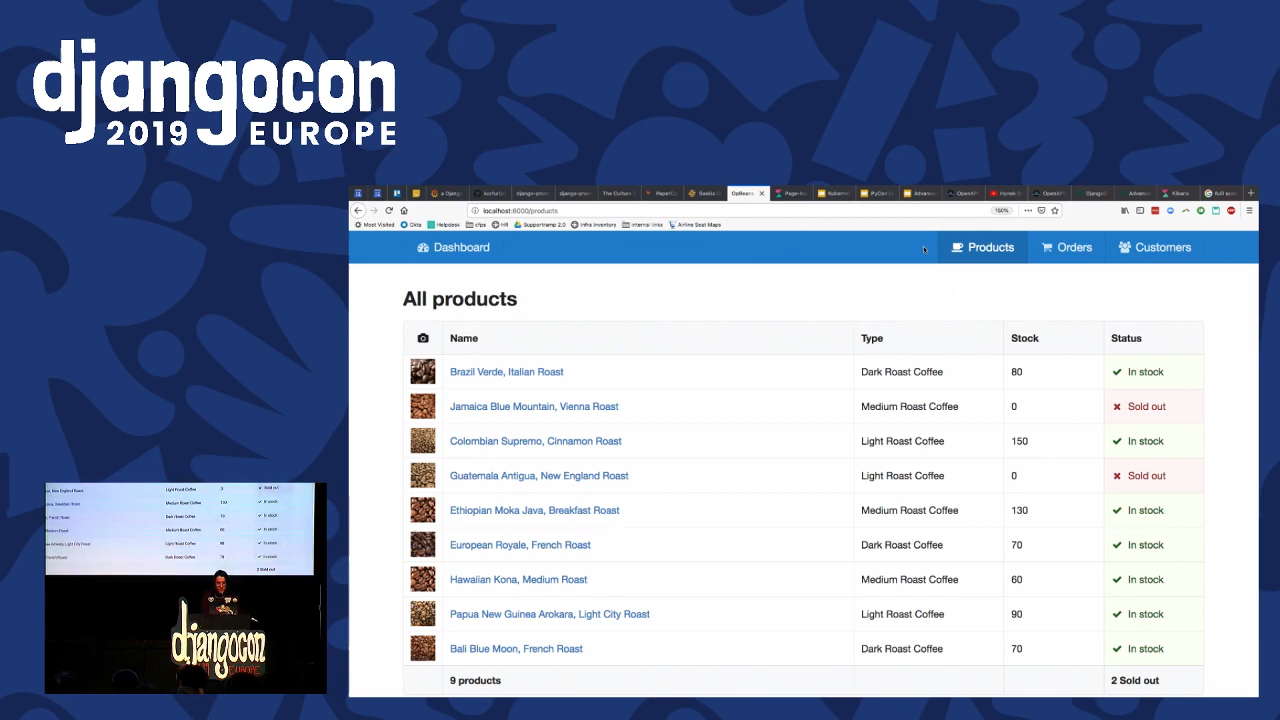 djangocon
2019 EUROPE
OpBeans
localhost:8000/products
150%
Most Visited Okta Helpdesk cfps HR Supportramp 2.0 Infra Inventory Internal links Airline Seat Maps
Dashboard Products Orders Customers
All products
Name Type Stock Status
Brazil Verde, Italian Roast Dark Roast Coffee 80 In stock
Jamaica Blue Mountain, Vienna Roast Medium Roast Coffee 0 Sold out
Colombian Supremo, Cinnamon Roast Light Roast Coffee 150 In stock
Guatemala Antigua, New England Roast Light Roast Coffee 0 Sold out
Ethiopian Moka Java, Breakfast Roast Medium Roast Coffee 130 In stock
European Royale, French Roast Dark Roast Coffee 70 In stock
Hawaiian Kona, Medium Roast Medium Roast Coffee 60 In stock
Papua New Guinea Arokara, Light City Roast Light Roast Coffee 90 In stock
Bali Blue Moon, French Roast Dark Roast Coffee 70 In stock
9 products 2 Sold out
djangocon
EUROPE